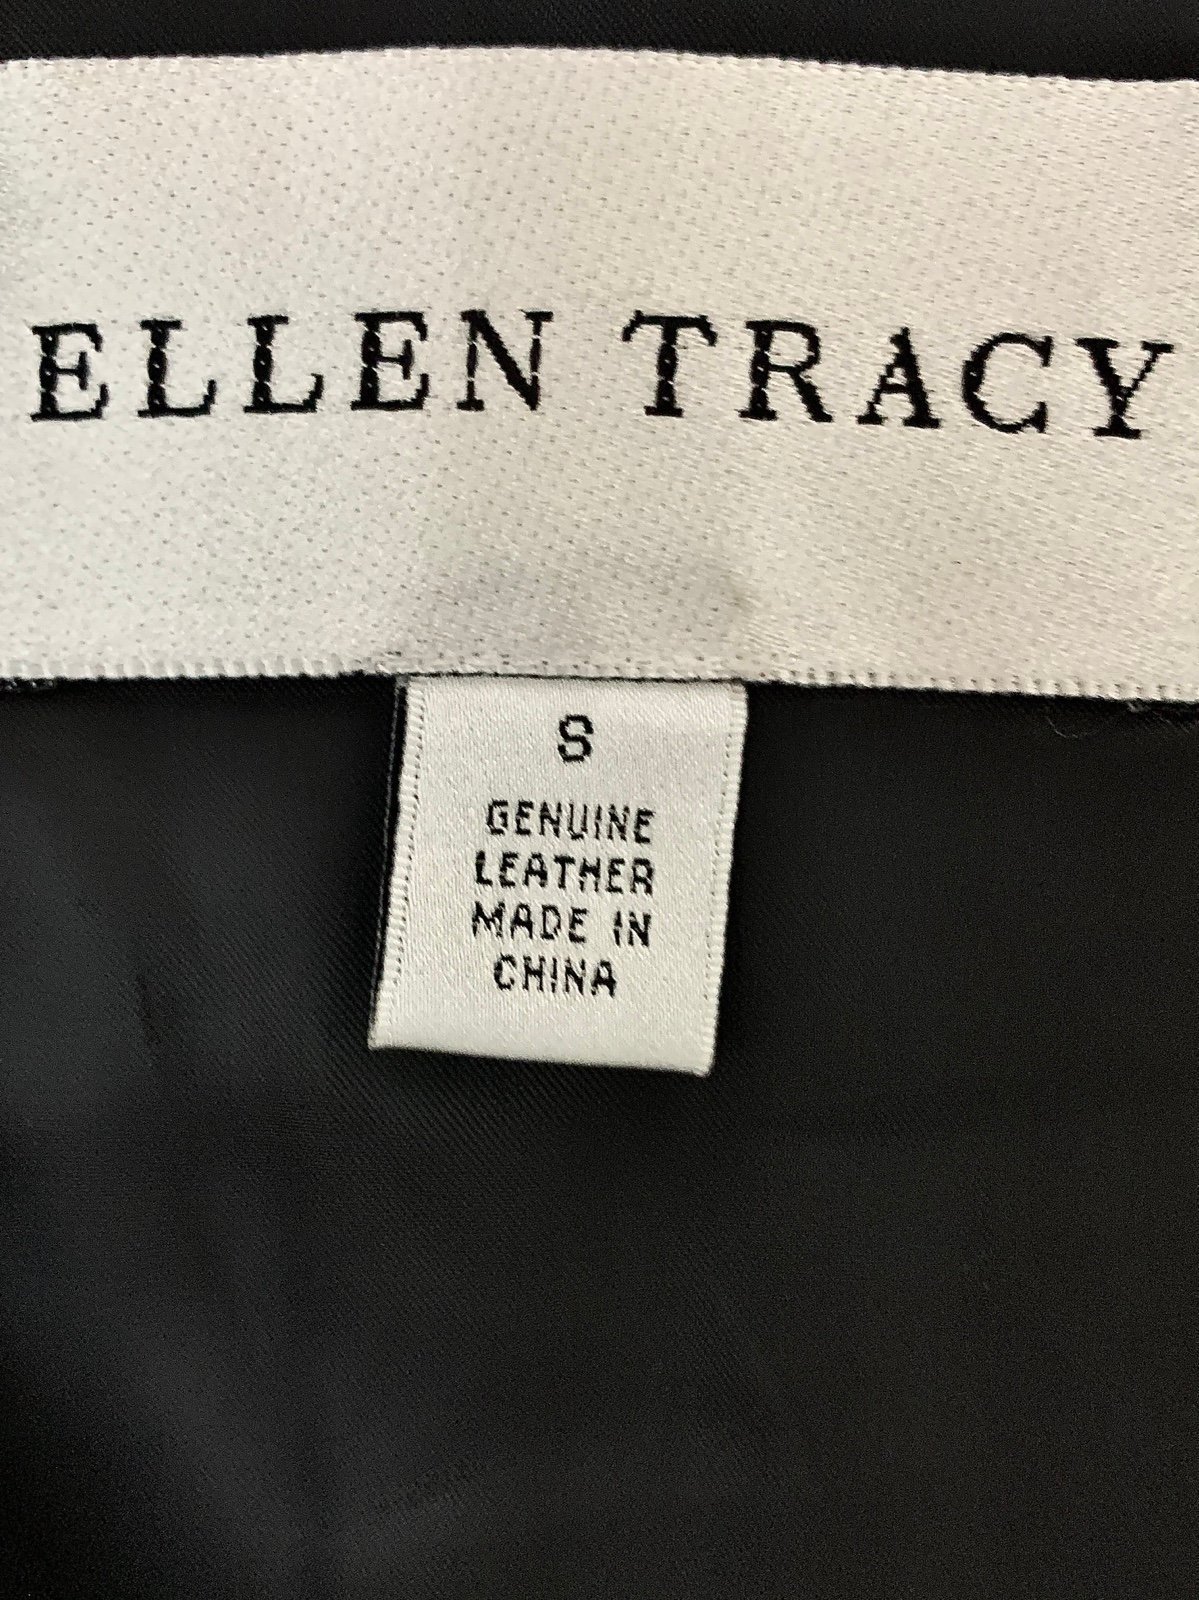 ELLEN TRACY
S
GENUINE
LEATHER
MADE IN
CHINA